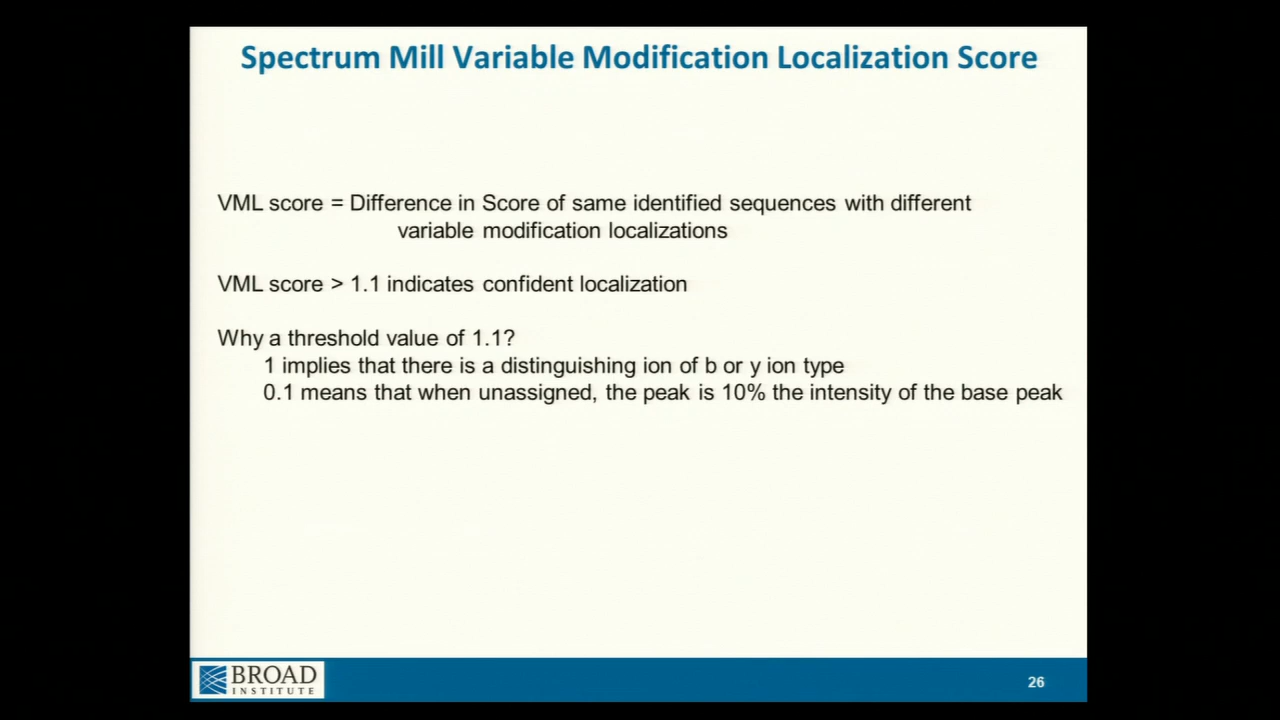 Spectrum Mill Variable Modification Localization Score
VML score = Difference in Score of same identified sequences with different
variable modification localizations
VML score > 1.1 indicates confident localization
Why a threshold value of 1.1?
1 implies that there is a distinguishing ion of b or y ion type
0.1 means that when unassigned, the peak is 10% the intensity of the base peak
BROAD
INSTITUTE
26